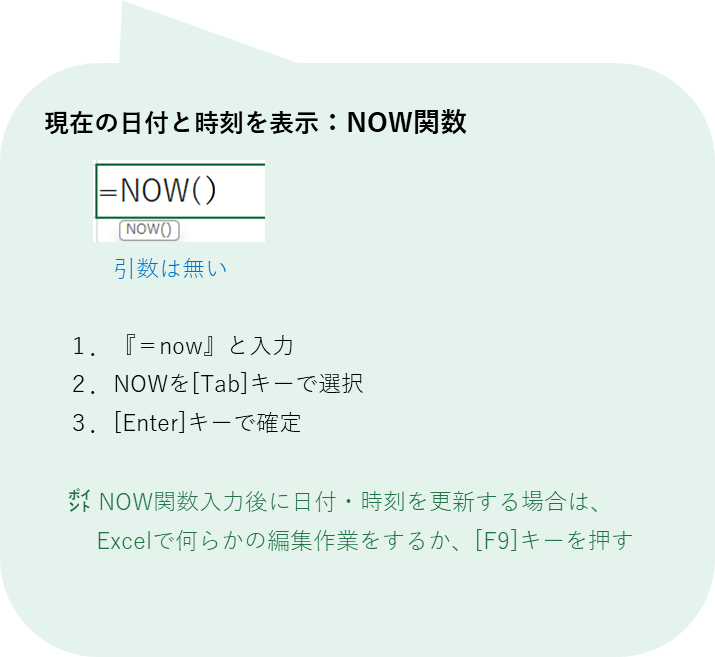 現在の日付と時刻を表示：NOW関数
=NOW()
NOW()
引数は無い
１．『＝now』と入力
２．NOWを[Tab]キーで選択
３．[Enter]キーで確定
ポイント NOW関数入力後に日付・時刻を更新する場合は、
Excelで何らかの編集作業をするか、[F9]キーを押す